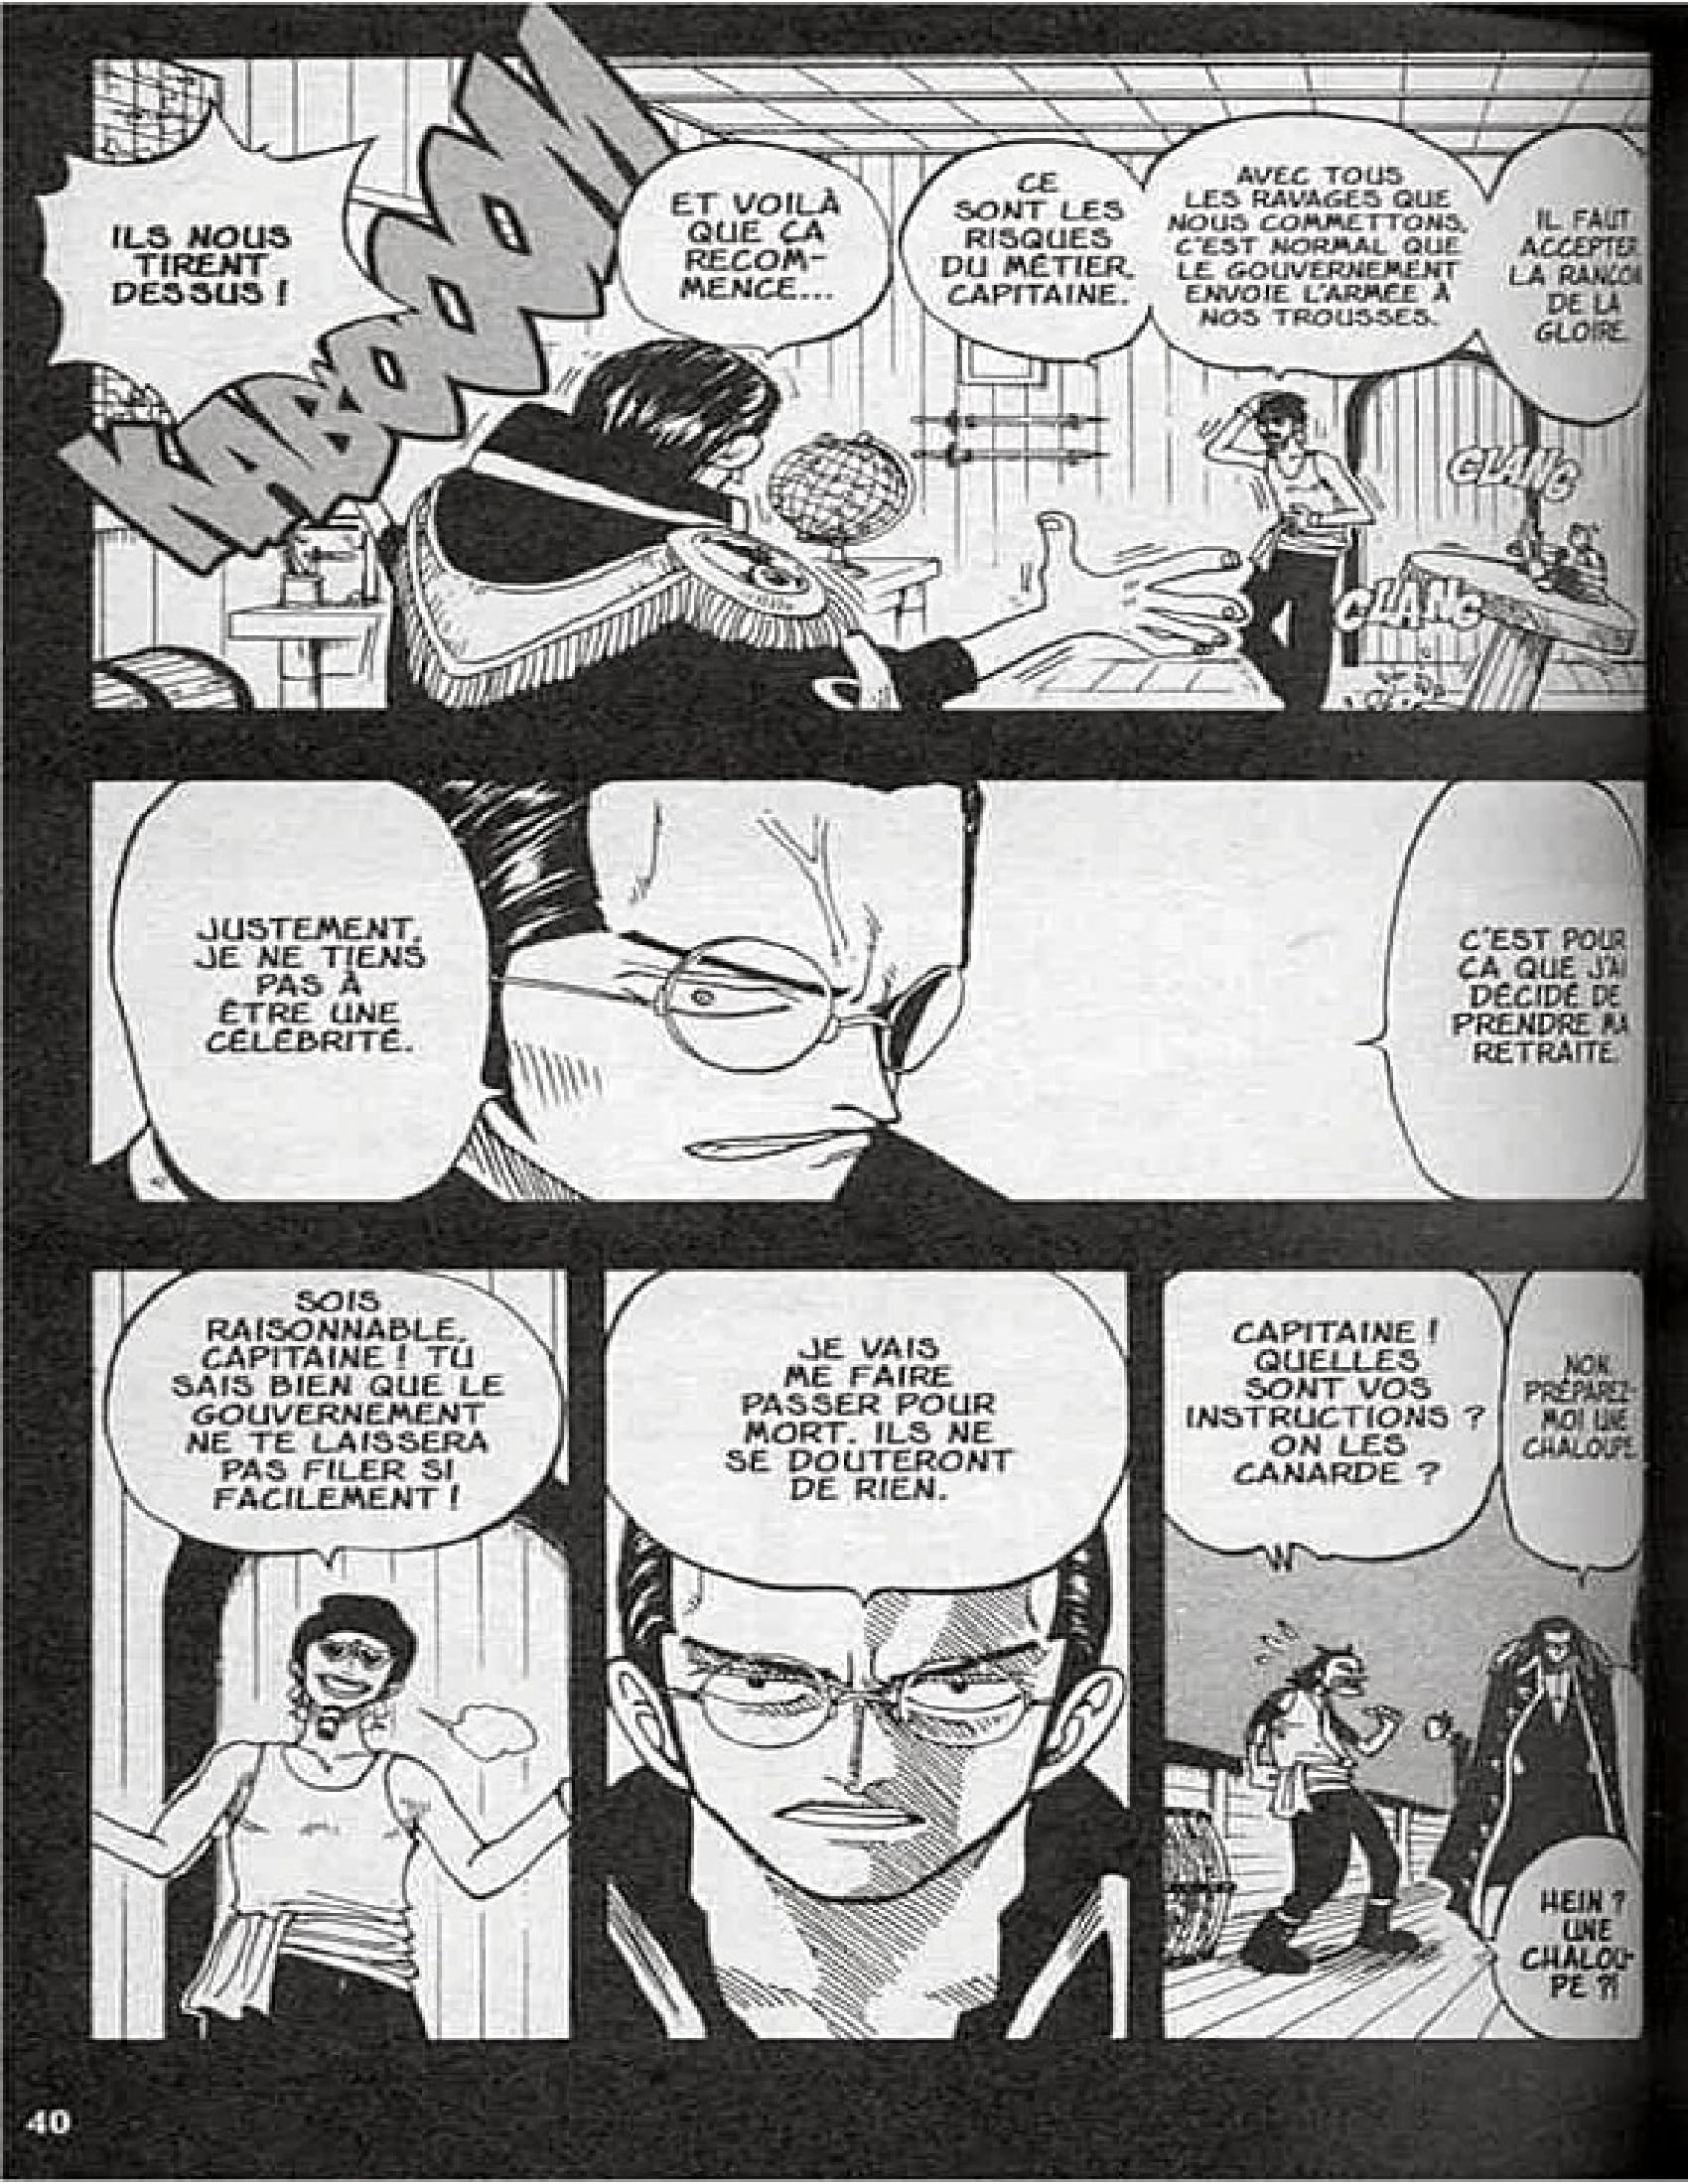 ILS NOUS
TIRENT
DESSUS !
KABOOOM
ET VOILÀ
QUE ÇA
RECOM-
MENCE...
CE
SONT LES
RISQUES
DU MÉTIER,
CAPITAINE.
AVEC TOUS
LES RAVAGES QUE
NOUS COMMETTONS,
C'EST NORMAL QUE
LE GOUVERNEMENT
ENVOIE L'ARMÉE À
NOS TROUSSES.
IL FAUT
ACCEPTER
LA RANÇON
DE LA
GLOIRE.
CLANG
CLANG
JUSTEMENT,
JE NE TIENS
PAS À
ÊTRE UNE
CÉLÉBRITÉ.
C'EST POUR
ÇA QUE J'AI
DÉCIDÉ DE
PRENDRE MA
RETRAITE.
SOIS
RAISONNABLE,
CAPITAINE ! TU
SAIS BIEN QUE LE
GOUVERNEMENT
NE TE LAISSERA
PAS FILER SI
FACILEMENT !
JE VAIS
ME FAIRE
PASSER POUR
MORT. ILS NE
SE DOUTERONT
DE RIEN.
CAPITAINE !
QUELLES
SONT VOS
INSTRUCTIONS ?
ON LES
CANARDE ?
NON,
PRÉPAREZ-
MOI UNE
CHALOUPE.
HEIN ?
UNE
CHALOU-
PE ?!
40